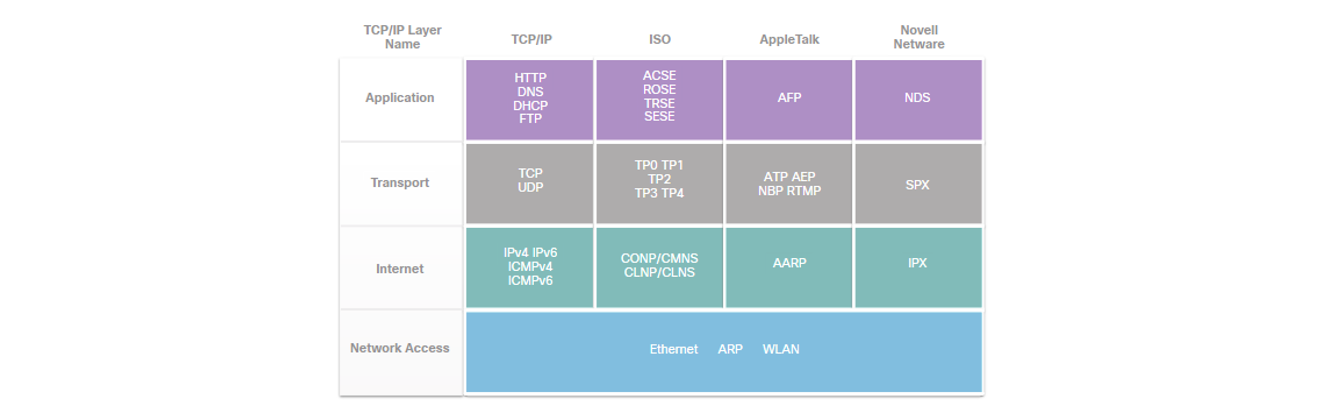 TCP/IP Layer
Name
TCP/IP
ISO
AppleTalk
Novell
Netware
Application
HTTP
DNS
DHCP
FTP
ACSE
ROSE
TRSE
SESE
AFP
NDS
Transport
TCP
UDP
TP0 TP1
TP2
TP3 TP4
ATP AEP
NBP RTMP
SPX
Internet
IPv4 IPv6
ICMPv4
ICMPv6
CONP/CMNS
CLNP/CLNS
AARP
IPX
Network Access
Ethernet ARP WLAN